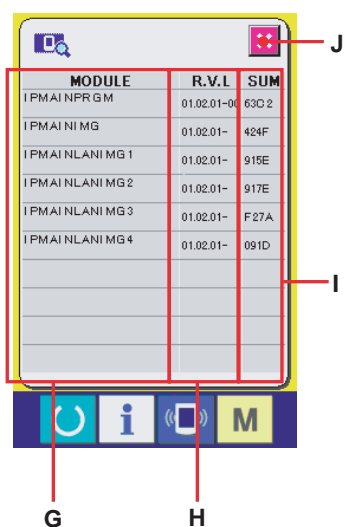 J
MODULE R.V.L SUM
IPMAINPRGM 01.02.01-00 63C2
IPMAINIMG 01.02.01- 424F
IPMAINLANIMG1 01.02.01- 915E
IPMAINLANIMG2 01.02.01- 917E
IPMAINLANIMG3 01.02.01- F27A
IPMAINLANIMG4 01.02.01- 091D
I
i M
G H